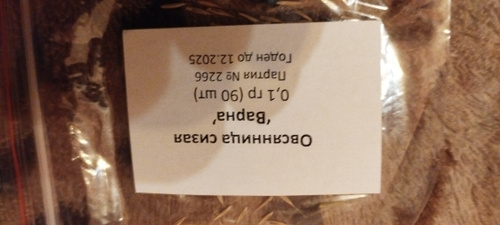 Овсянница сизая
‘Варна’
0,1 гр (90 шт)
Партия № 2266
Годен до 12.2025